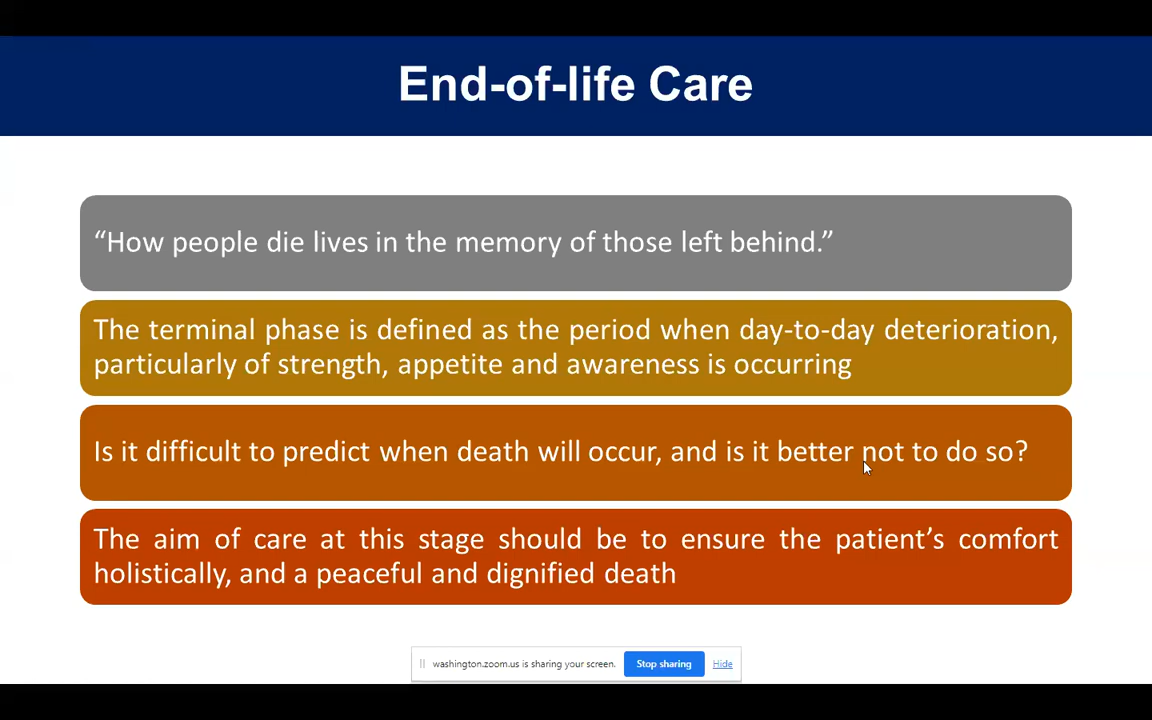 End-of-life Care
“How people die lives in the memory of those left behind.”
The terminal phase is defined as the period when day-to-day deterioration,
particularly of strength, appetite and awareness is occurring
Is it difficult to predict when death will occur, and is it better not to do so?
The aim of care at this stage should be to ensure the patient’s comfort
holistically, and a peaceful and dignified death
washington.zoom.us is sharing your screen. Stop sharing Hide